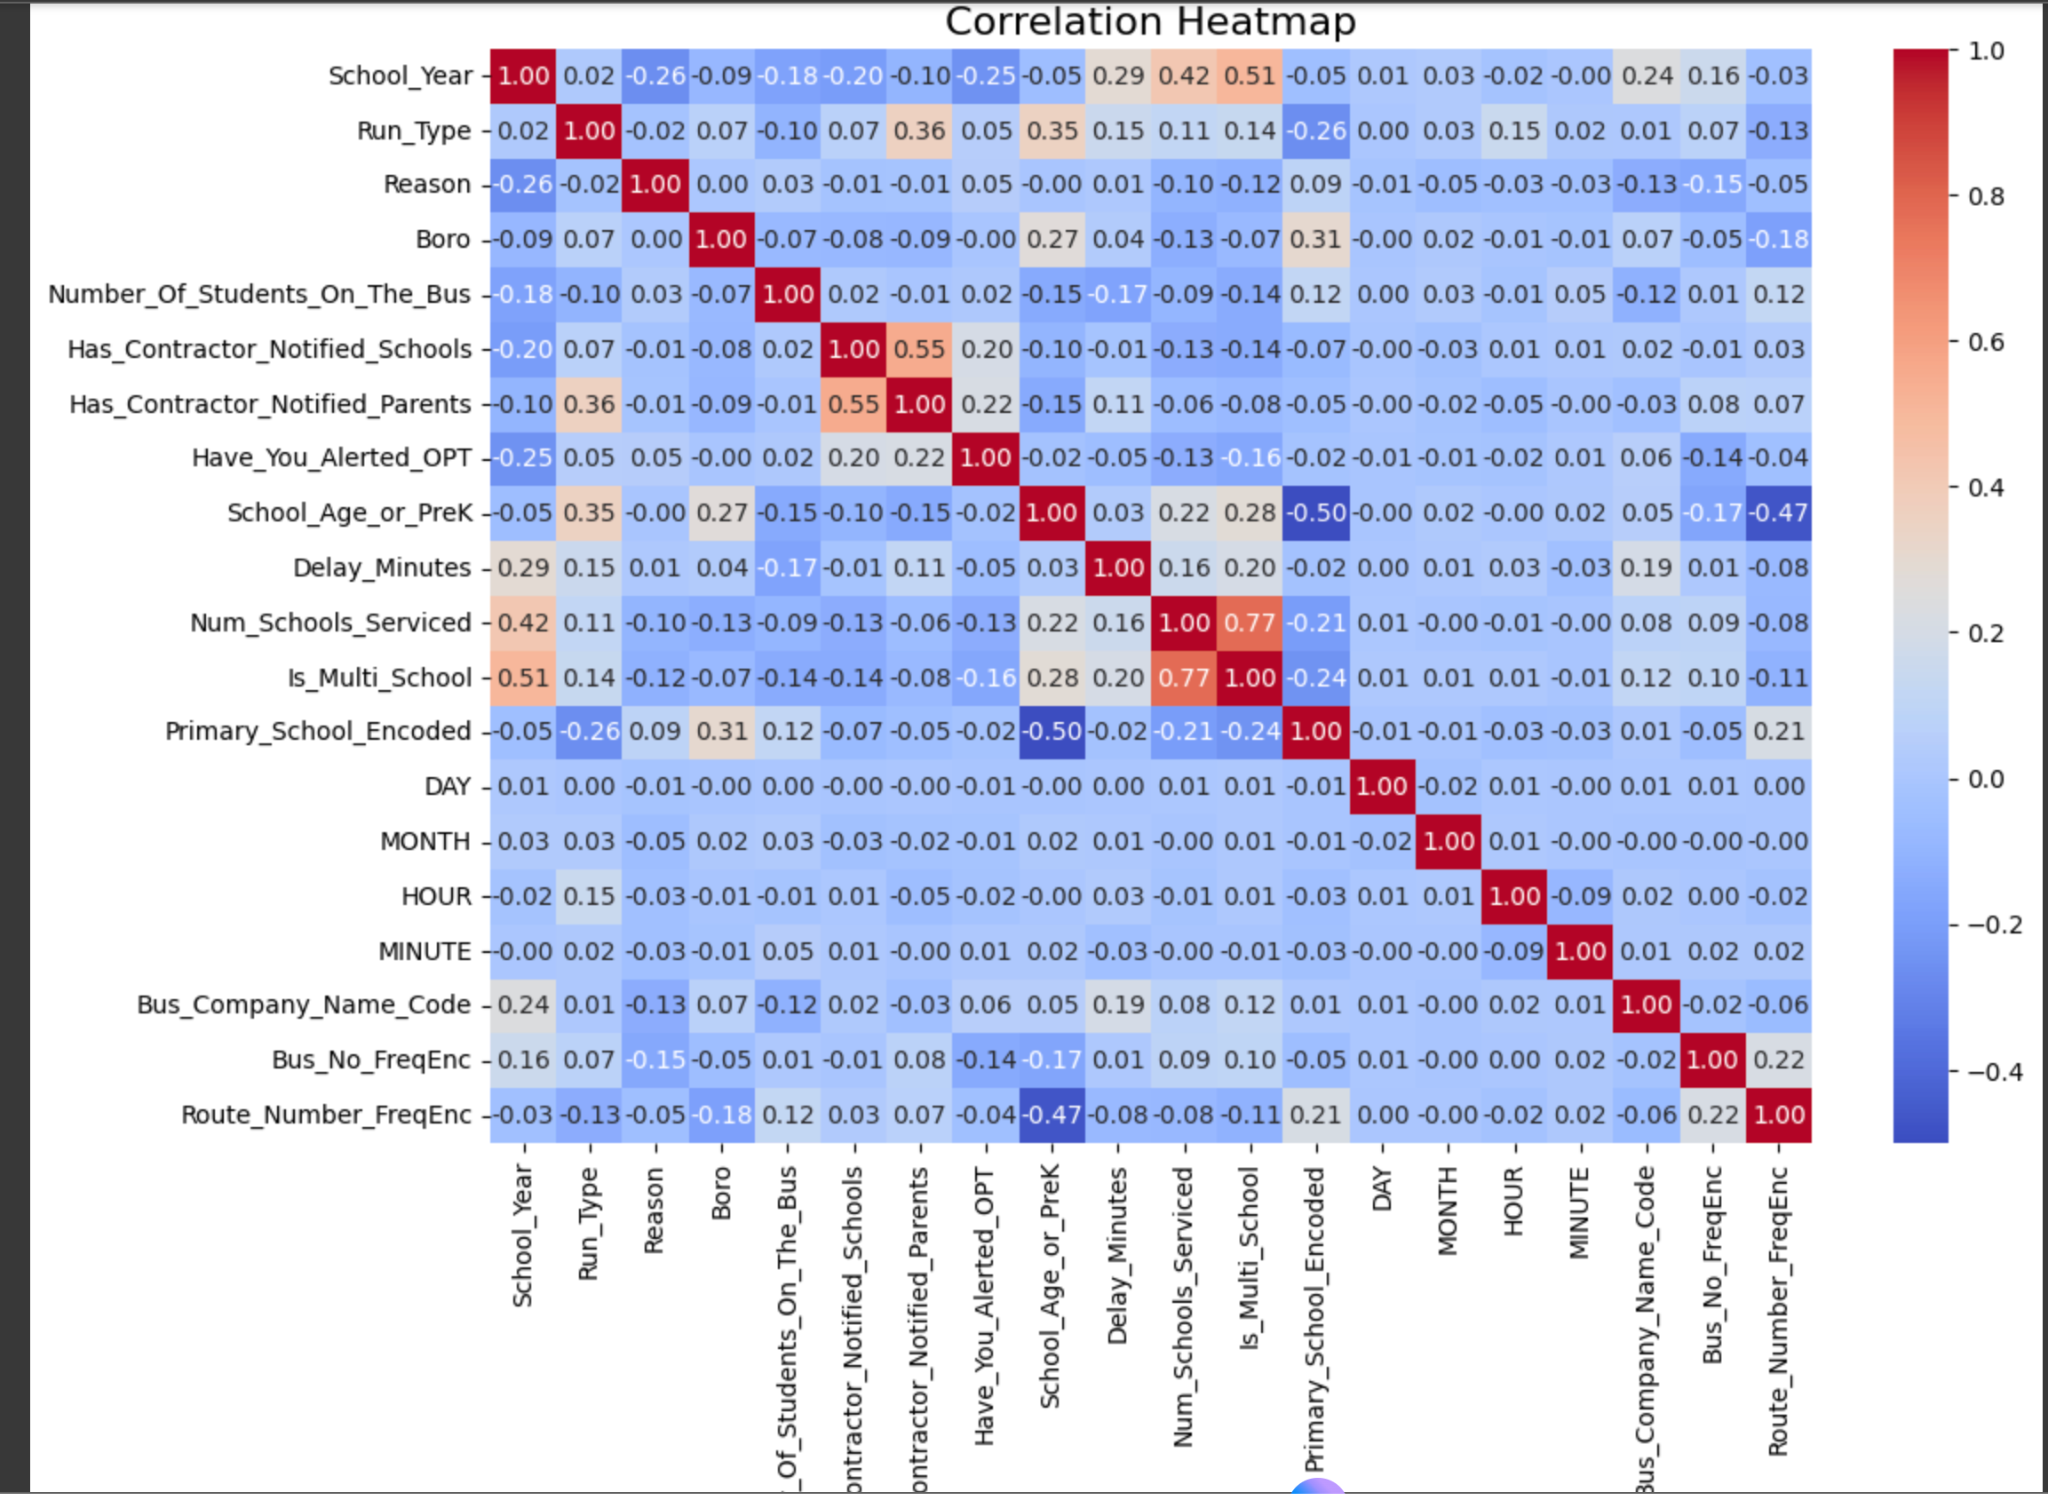 Correlation Heatmap
School_Year 1.00 0.02 -0.26 -0.09 -0.18 -0.20 -0.10 -0.25 -0.05 0.29 0.42 0.51 -0.05 0.01 0.03 -0.02 -0.00 0.24 0.16 -0.03
Run_Type 0.02 1.00 -0.02 0.07 -0.10 0.07 0.36 0.05 0.35 0.15 0.11 0.14 -0.26 0.00 0.03 0.15 0.02 0.01 0.07 -0.13
Reason -0.26 -0.02 1.00 0.00 0.03 -0.01 -0.01 0.05 -0.00 0.01 -0.10 -0.12 0.09 -0.01 -0.05 -0.03 -0.03 -0.13 -0.15 -0.05
Boro -0.09 0.07 0.00 1.00 -0.07 -0.08 -0.09 -0.00 0.27 0.04 -0.13 -0.07 0.31 -0.00 0.02 -0.01 -0.01 0.07 -0.05 -0.18
Number_Of_Students_On_The_Bus -0.18 -0.10 0.03 -0.07 1.00 0.02 -0.01 0.02 -0.15 -0.17 -0.09 -0.14 0.12 0.00 0.03 -0.01 0.05 -0.12 0.01 0.12
Has_Contractor_Notified_Schools -0.20 0.07 -0.01 -0.08 0.02 1.00 0.55 0.20 -0.10 -0.01 -0.13 -0.14 -0.07 -0.00 -0.03 0.01 0.01 0.02 -0.01 0.03
Has_Contractor_Notified_Parents -0.10 0.36 -0.01 -0.09 -0.01 0.55 1.00 0.22 -0.15 0.11 -0.06 -0.08 -0.05 -0.00 -0.02 -0.05 -0.00 -0.03 0.08 0.07
Have_You_Alerted_OPT -0.25 0.05 0.05 -0.00 0.02 0.20 0.22 1.00 -0.02 -0.05 -0.13 -0.16 -0.02 -0.01 -0.01 -0.02 0.01 0.06 -0.14 -0.04
School_Age_or_PreK -0.05 0.35 -0.00 0.27 -0.15 -0.10 -0.15 -0.02 1.00 0.03 0.22 0.28 -0.50 -0.00 0.02 -0.00 0.02 0.05 -0.17 -0.47
Delay_Minutes 0.29 0.15 0.01 0.04 -0.17 -0.01 0.11 -0.05 0.03 1.00 0.16 0.20 -0.02 0.00 0.01 0.03 -0.03 0.19 0.01 -0.08
Num_Schools_Serviced 0.42 0.11 -0.10 -0.13 -0.09 -0.13 -0.06 -0.13 0.22 0.16 1.00 0.77 -0.21 0.01 -0.00 -0.01 -0.00 0.08 0.09 -0.08
Is_Multi_School 0.51 0.14 -0.12 -0.07 -0.14 -0.14 -0.08 -0.16 0.28 0.20 0.77 1.00 -0.24 0.01 0.01 0.01 -0.01 0.12 0.10 -0.11
Primary_School_Encoded -0.05 -0.26 0.09 0.31 0.12 -0.07 -0.05 -0.02 -0.50 -0.02 -0.21 -0.24 1.00 -0.01 -0.01 -0.03 -0.03 0.01 -0.05 0.21
DAY 0.01 0.00 -0.01 -0.00 0.00 -0.00 -0.00 -0.01 -0.00 0.00 0.01 0.01 -0.01 1.00 -0.02 0.01 -0.00 0.01 0.01 0.00
MONTH 0.03 0.03 -0.05 0.02 0.03 -0.03 -0.02 -0.01 0.02 0.01 -0.00 0.01 -0.01 -0.02 1.00 0.01 -0.00 -0.00 -0.00 -0.00
HOUR -0.02 0.15 -0.03 -0.01 -0.01 0.01 -0.05 -0.02 -0.00 0.03 -0.01 0.01 -0.03 0.01 0.01 1.00 -0.09 0.02 0.00 -0.02
MINUTE -0.00 0.02 -0.03 -0.01 0.05 0.01 -0.00 0.01 0.02 -0.03 -0.00 -0.01 -0.03 -0.00 -0.00 -0.09 1.00 0.01 0.02 0.02
Bus_Company_Name_Code 0.24 0.01 -0.13 0.07 -0.12 0.02 -0.03 0.06 0.05 0.19 0.08 0.12 0.01 0.01 -0.00 0.02 0.01 1.00 -0.02 -0.06
Bus_No_FreqEnc 0.16 0.07 -0.15 -0.05 0.01 -0.01 0.08 -0.14 -0.17 0.01 0.09 0.10 -0.05 0.01 -0.00 0.00 0.02 -0.02 1.00 0.22
Route_Number_FreqEnc -0.03 -0.13 -0.05 -0.18 0.12 0.03 0.07 -0.04 -0.47 -0.08 -0.08 -0.11 0.21 0.00 -0.00 -0.02 0.02 -0.06 0.22 1.00
School_Year
Run_Type
Reason
Boro
_Of_Students_On_The_Bus
ontractor_Notified_Schools
ontractor_Notified_Parents
Have_You_Alerted_OPT
School_Age_or_PreK
Delay_Minutes
Num_Schools_Serviced
Is_Multi_School
Primary_School_Encoded
DAY
MONTH
HOUR
MINUTE
Bus_Company_Name_Code
Bus_No_FreqEnc
Route_Number_FreqEnc
1.0
0.8
0.6
0.4
0.2
0.0
−0.2
−0.4